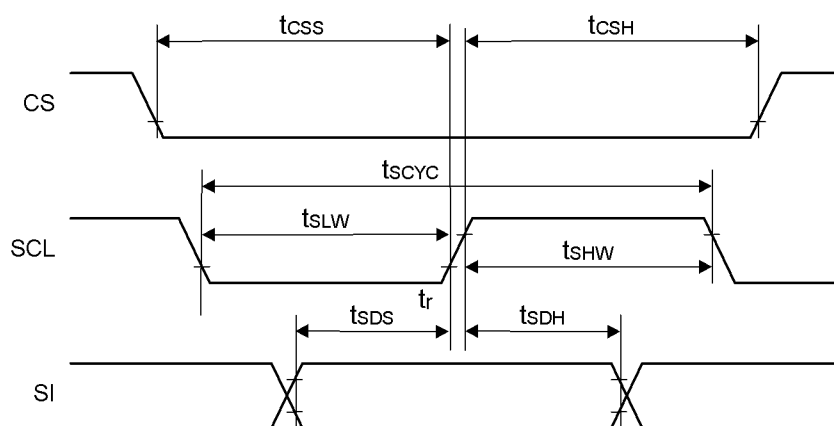 tCSS tCSH
CS
tSCYC
tSLW
SCL
tSHW
tr
tSDS tSDH
SI